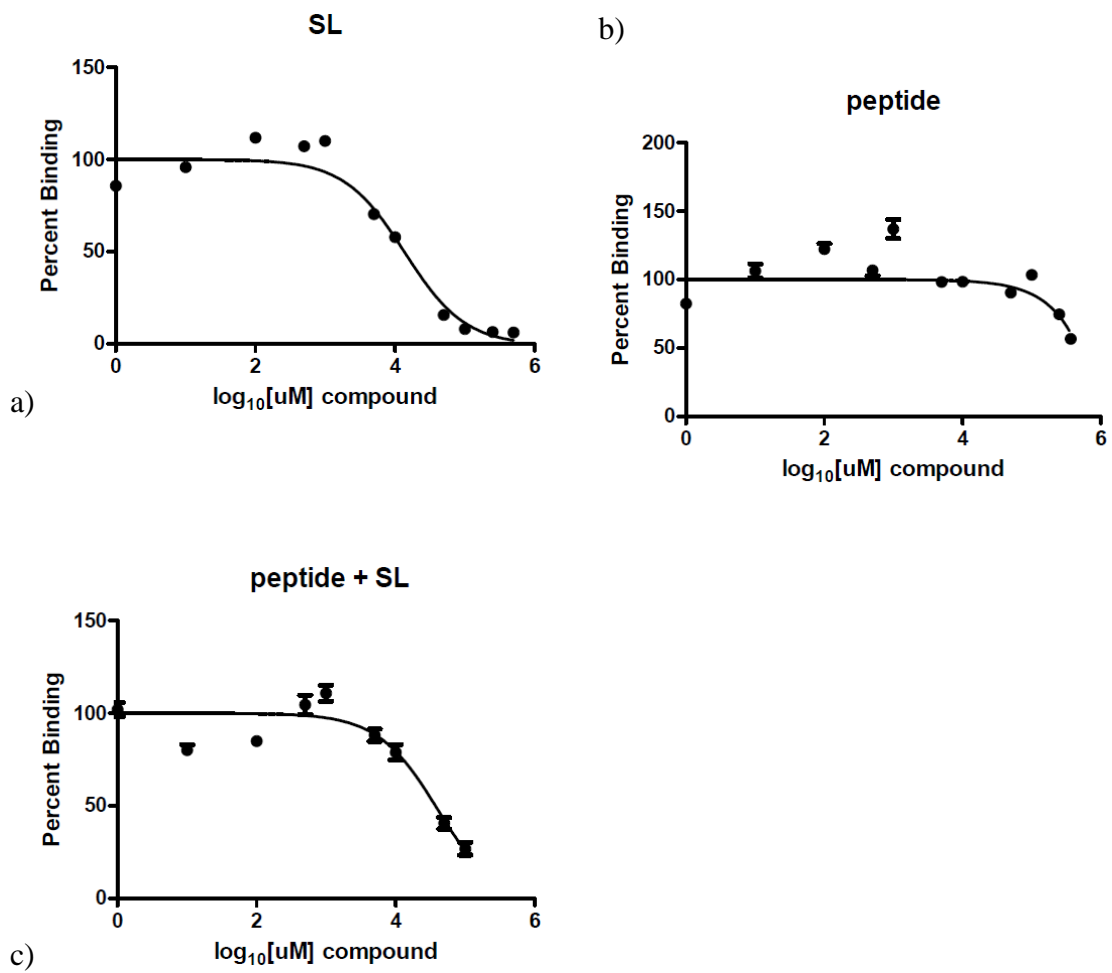 SL
150
100
50
0
Percent Binding
0 2 4 6
log10[uM] compound
a)
b)
peptide
200
150
100
50
0
Percent Binding
0 2 4 6
log10[uM] compound
peptide + SL
150
100
50
0
Percent Binding
0 2 4 6
log10[uM] compound
c)